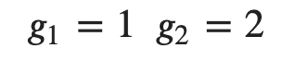 g₁ = 1 g₂ = 2